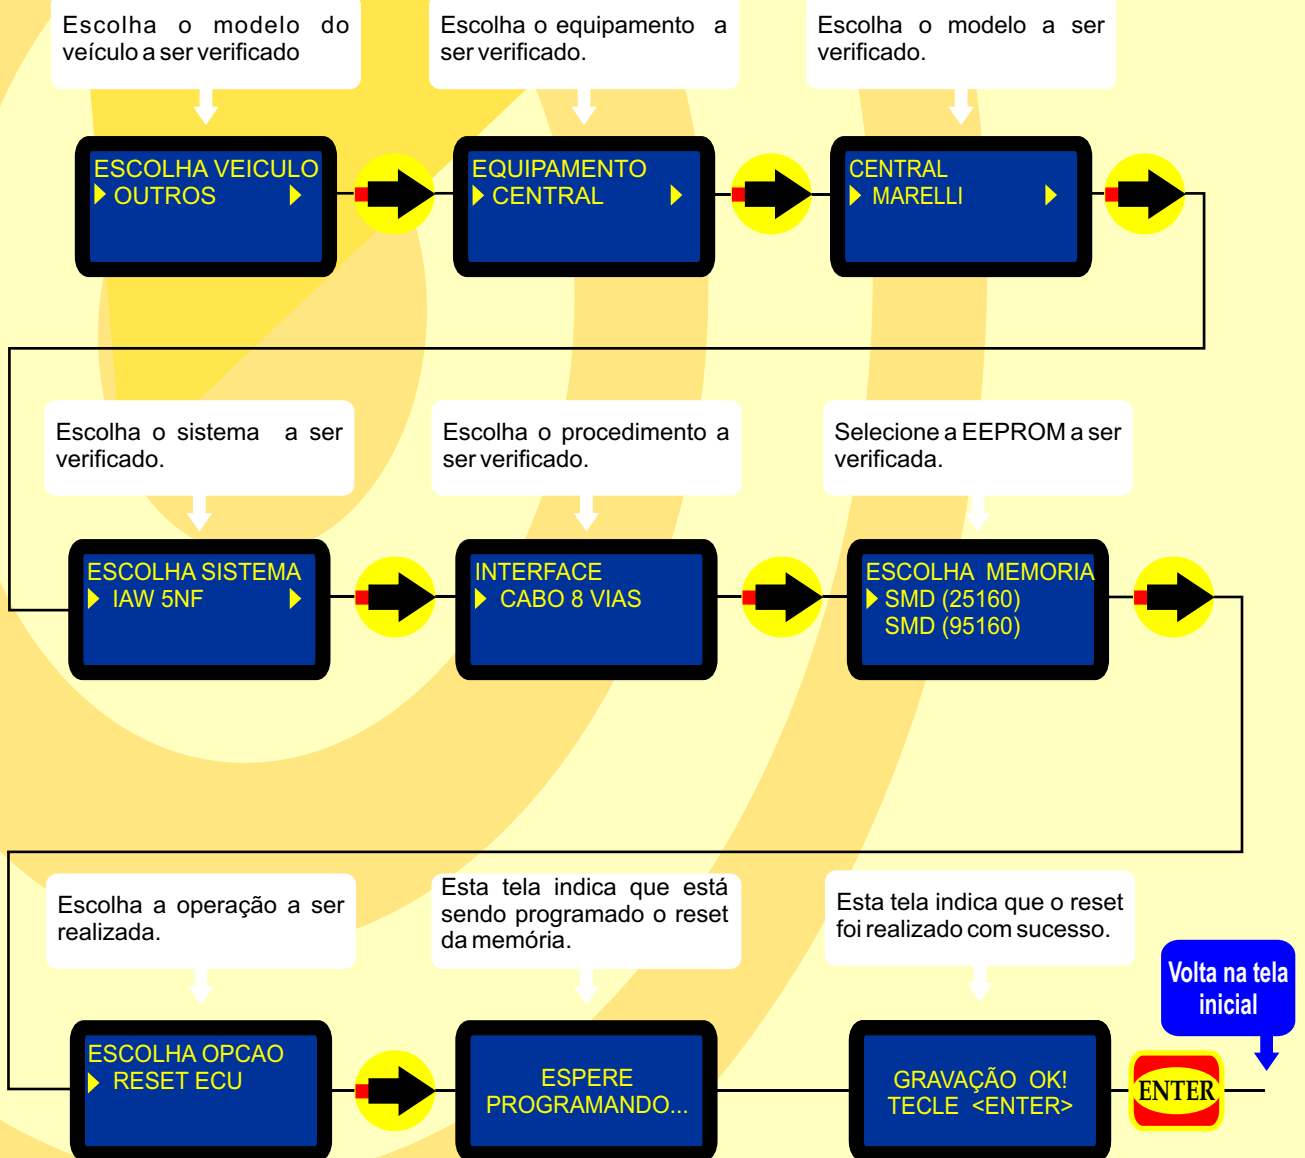 Escolha o modelo do
veículo a ser verificado
Escolha o equipamento a
ser verificado.
Escolha o modelo a ser
verificado.
ESCOLHA VEICULO
OUTROS
EQUIPAMENTO
CENTRAL
CENTRAL
MARELLI
Escolha o sistema a ser
verificado.
Escolha o procedimento a
ser verificado.
Selecione a EEPROM a ser
verificada.
ESCOLHA SISTEMA
IAW 5NF
INTERFACE
CABO 8 VIAS
ESCOLHA MEMORIA
SMD (25160)
SMD (95160)
Escolha a operação a ser
realizada.
Esta tela indica que está
sendo programado o reset
da memória.
Esta tela indica que o reset
foi realizado com sucesso.
Volta na tela
inicial
ESCOLHA OPCAO
RESET ECU
ESPERE
PROGRAMANDO...
GRAVAÇÃO OK!
TECLE <ENTER>
ENTER